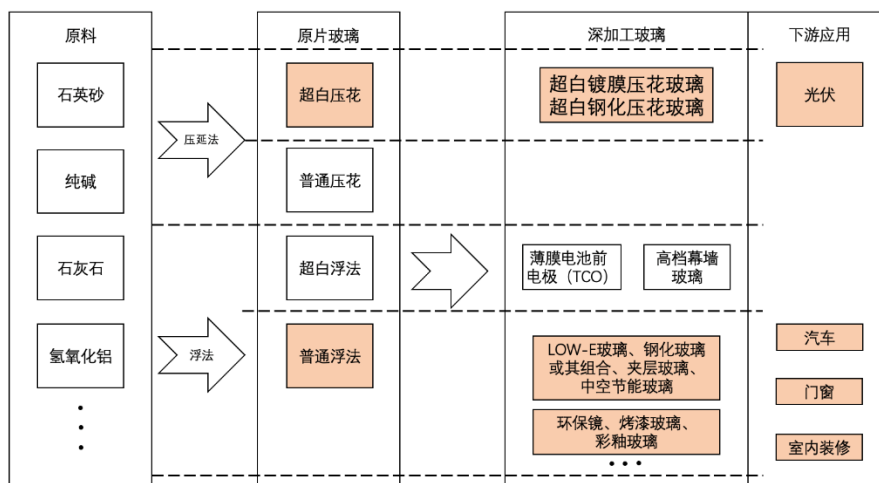 原料
原片玻璃
深加工玻璃
下游应用
石英砂
压延法
超白压花
超白镀膜压花玻璃
超白钢化压花玻璃
光伏
纯碱
普通压花
石灰石
超白浮法
薄膜电池前
电极（TCO）
高档幕墙
玻璃
氢氧化铝
浮法
普通浮法
LOW-E玻璃、钢化玻璃
或其组合、夹层玻璃、
中空节能玻璃
汽车
门窗
环保镜、烤漆玻璃、
彩釉玻璃
室内装修